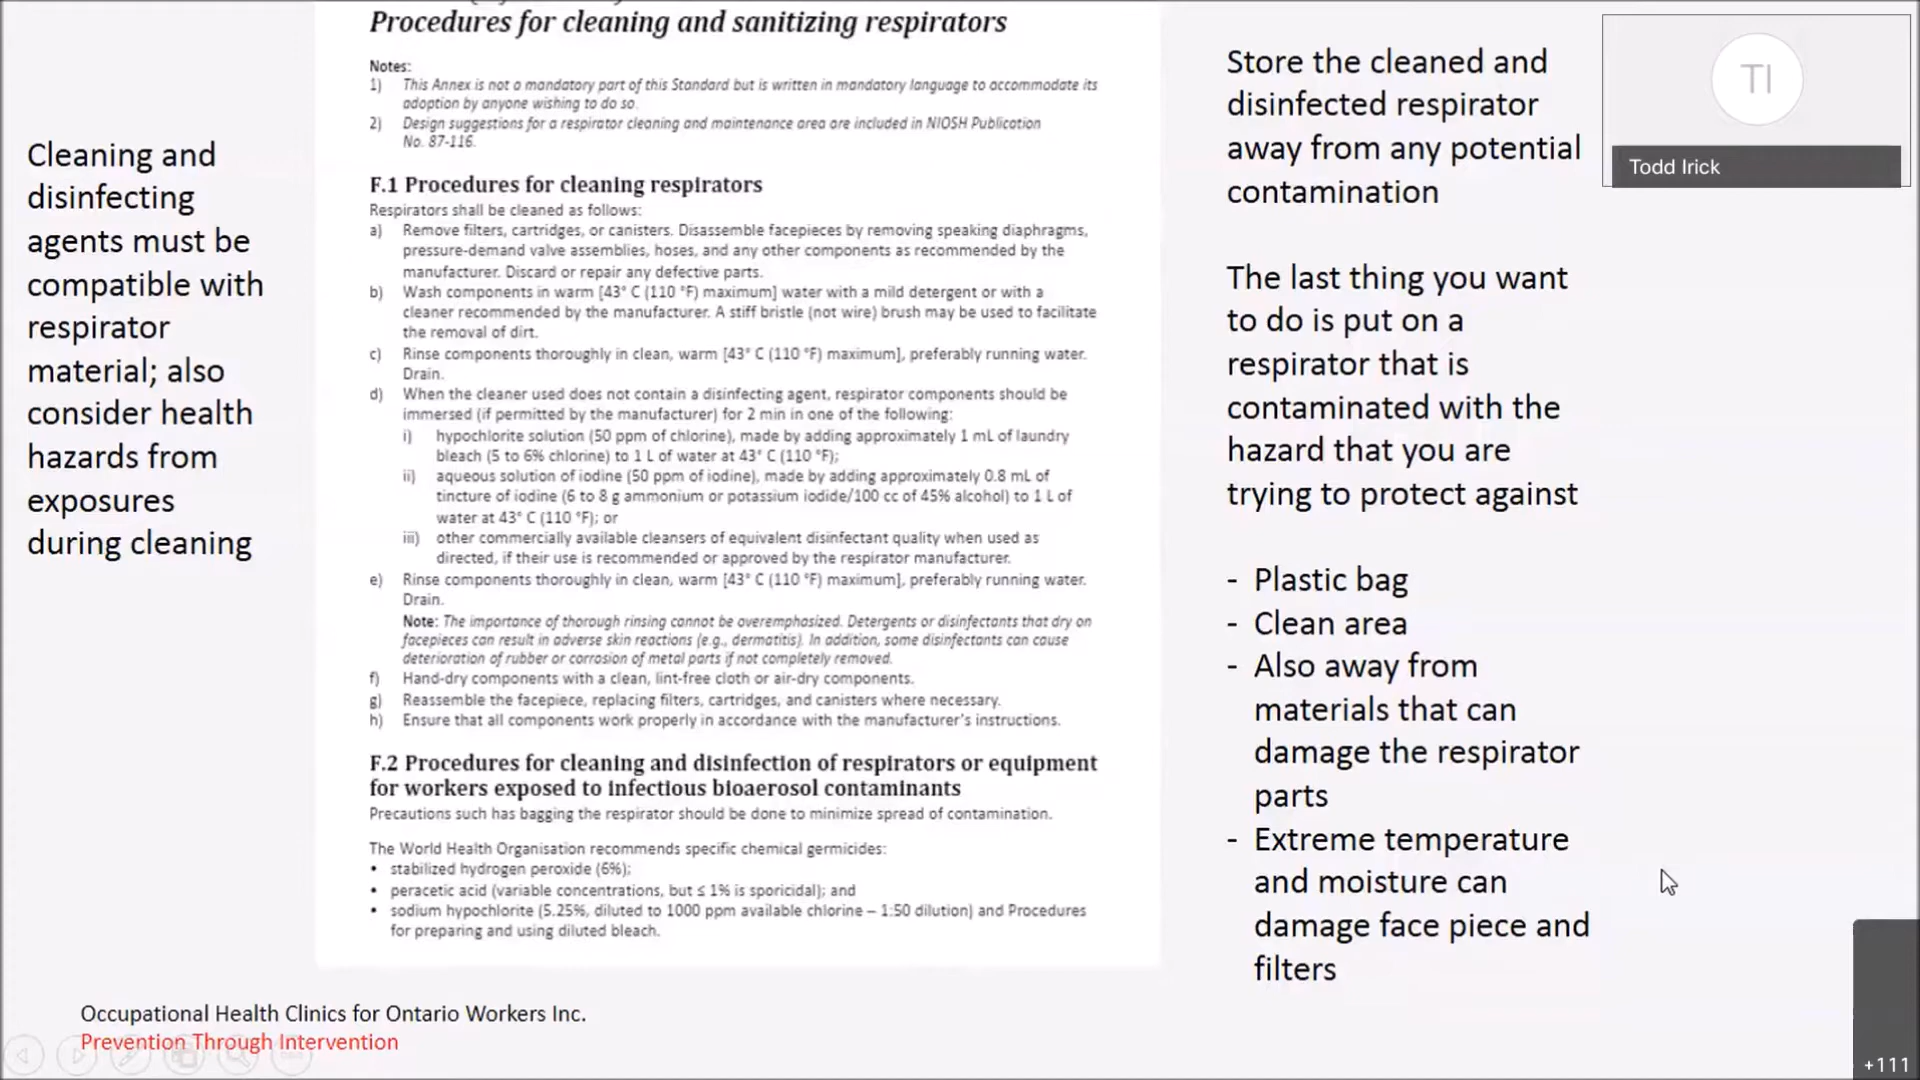 Procedures for cleaning and sanitizing respirators
Notes:
1) This Annex is not a mandatory part of this Standard but is written in mandatory language to accommodate its
adoption by anyone wishing to do so.
2) Design suggestions for a respirator cleaning and maintenance area are included in NIOSH Publication
No. 87-116.
F.1 Procedures for cleaning respirators
Respirators shall be cleaned as follows:
a) Remove filters, cartridges, or canisters. Disassemble facepieces by removing speaking diaphragms,
pressure-demand valve assemblies, hoses, and any other components as recommended by the
manufacturer. Discard or repair any defective parts.
b) Wash components in warm [43° C (110 °F) maximum] water with a mild detergent or with a
cleaner recommended by the manufacturer. A stiff bristle (not wire) brush may be used to facilitate
the removal of dirt.
c) Rinse components thoroughly in clean, warm [43° C (110 °F) maximum], preferably running water.
Drain.
d) When the cleaner used does not contain a disinfecting agent, respirator components should be
immersed (if permitted by the manufacturer) for 2 min in one of the following:
i) hypochlorite solution (50 ppm of chlorine), made by adding approximately 1 mL of laundry
bleach (5 to 6% chlorine) to 1 L of water at 43° C (110 °F);
ii) aqueous solution of iodine (50 ppm of iodine), made by adding approximately 0.8 mL of
tincture of iodine (6 to 8 g ammonium or potassium iodide/100 cc of 45% alcohol) to 1 L of
water at 43° C (110 °F); or
iii) other commercially available cleansers of equivalent disinfectant quality when used as
directed, if their use is recommended or approved by the respirator manufacturer.
e) Rinse components thoroughly in clean, warm [43° C (110 °F) maximum], preferably running water.
Drain.
Note: The importance of thorough rinsing cannot be overemphasized. Detergents or disinfectants that dry on
facepieces can result in adverse skin reactions (e.g., dermatitis). In addition, some disinfectants can cause
deterioration of rubber or corrosion of metal parts if not completely removed.
f) Hand-dry components with a clean, lint-free cloth or air-dry components.
g) Reassemble the facepiece, replacing filters, cartridges, and canisters where necessary.
h) Ensure that all components work properly in accordance with the manufacturer's instructions.
F.2 Procedures for cleaning and disinfection of respirators or equipment
for workers exposed to infectious bioaerosol contaminants
Precautions such has bagging the respirator should be done to minimize spread of contamination.
The World Health Organisation recommends specific chemical germicides:
• stabilized hydrogen peroxide (6%);
• peracetic acid (variable concentrations, but ≤ 1% is sporicidal); and
• sodium hypochlorite (5.25%, diluted to 1000 ppm available chlorine – 1:50 dilution) and Procedures
for preparing and using diluted bleach.
Cleaning and
disinfecting
agents must be
compatible with
respirator
material; also
consider health
hazards from
exposures
during cleaning
Store the cleaned and
disinfected respirator
away from any potential
contamination
The last thing you want
to do is put on a
respirator that is
contaminated with the
hazard that you are
trying to protect against
- Plastic bag
- Clean area
- Also away from
materials that can
damage the respirator
parts
- Extreme temperature
and moisture can
damage face piece and
filters
TI
Todd Irick
Occupational Health Clinics for Ontario Workers Inc.
Prevention Through Intervention
+111